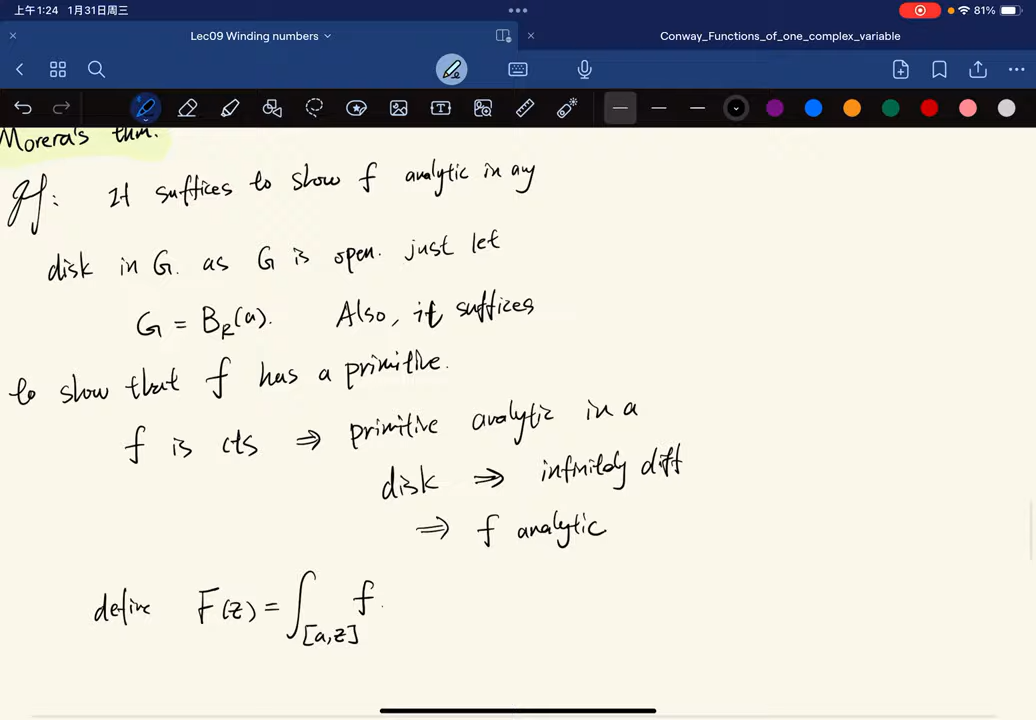 上午1:24 1月31日周三
81%
Lec09 Winding numbers
Conway_Functions_of_one_complex_variable
Morera's thm.
Pf: It suffices to show f analytic in any
disk in G. as G is open. just let
G = B_R(a). Also, it suffices
to show that f has a primitive.
f is cts ⇒ primitive analytic in a
disk ⇒ infinitely diff
⇒ f analytic
define F(z) = ∫_[a,z] f.